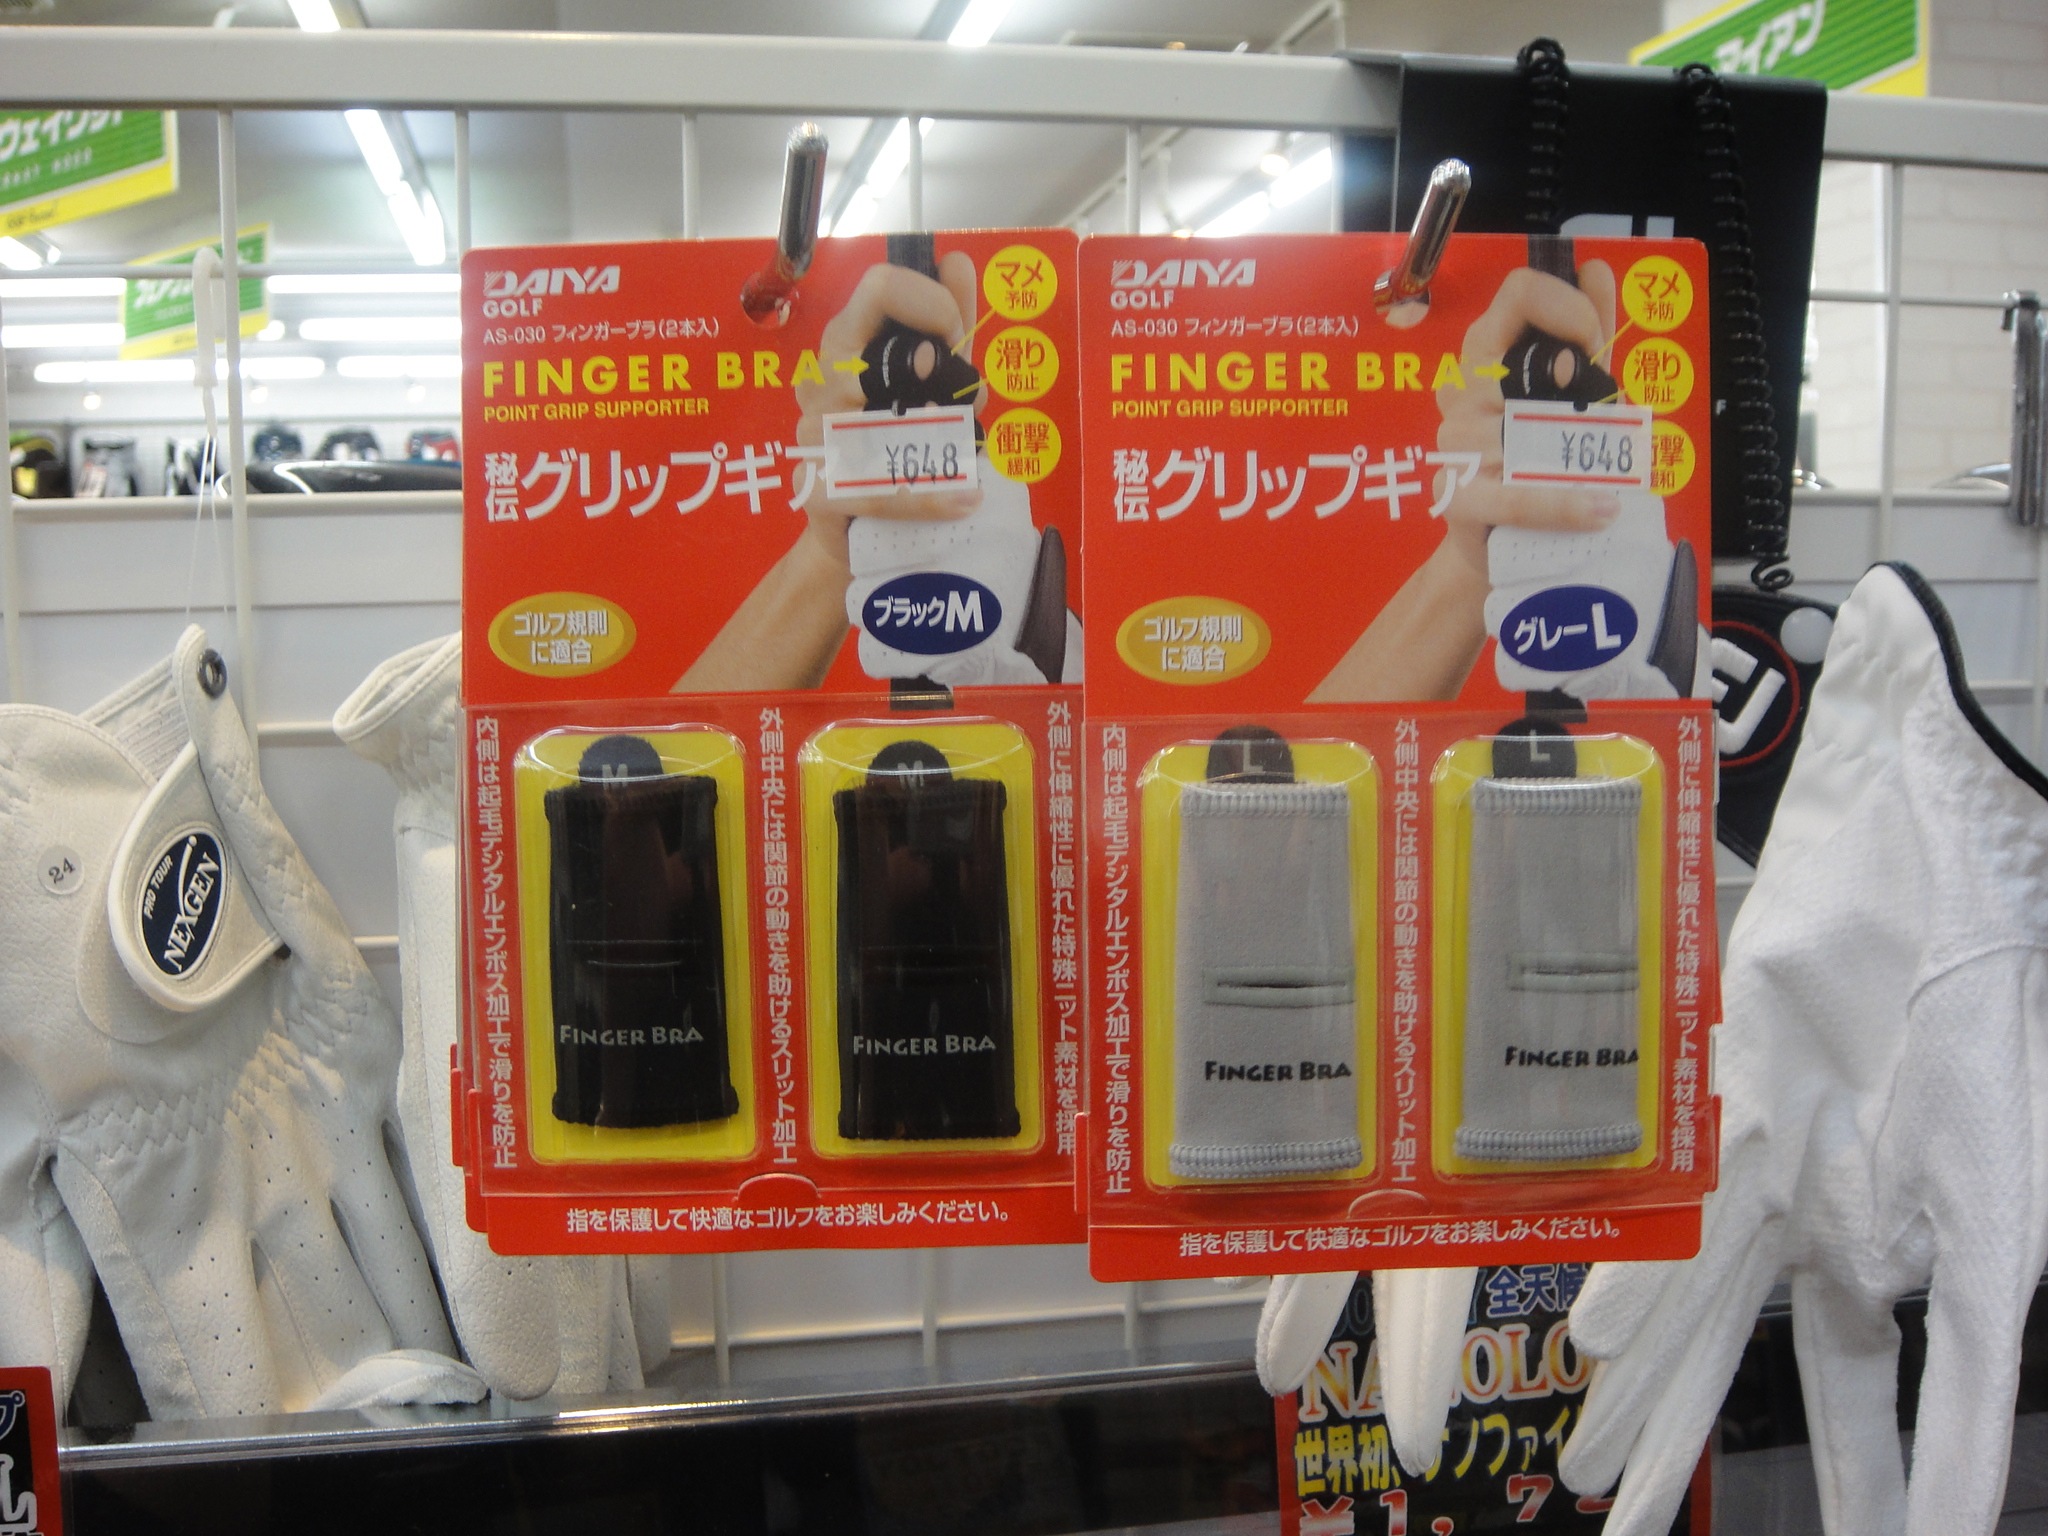 アイアン
DAIYA
GOLF
AS-030 フィンガーブラ(2本入)
FINGER BRA
POINT GRIP SUPPORTER
秘伝グリップギア
マメ
予防
滑り
防止
衝撃
緩和
¥648
ゴルフ規則
に適合
ブラックM
内側は起毛デジタルエンボス加工で滑りを防止
外側中央には関節の動きを助けるスリット加工
外側に伸縮性に優れた特殊ニット素材を採用
M
M
FINGER BRA
FINGER BRA
指を保護して快適なゴルフをお楽しみください。
DAIYA
GOLF
AS-030 フィンガーブラ(2本入)
FINGER BRA
POINT GRIP SUPPORTER
秘伝グリップギア
マメ
予防
滑り
防止
¥648
ゴルフ規則
に適合
グレーL
内側は起毛デジタルエンボス加工で滑りを防止
外側中央には関節の動きを助けるスリット加工
外側に伸縮性に優れた特殊ニット素材を採用
L
L
FINGER BRA
FINGER BRA
指を保護して快適なゴルフをお楽しみください。
24
PRO TOUR
NEXGEN
全天候
世界初